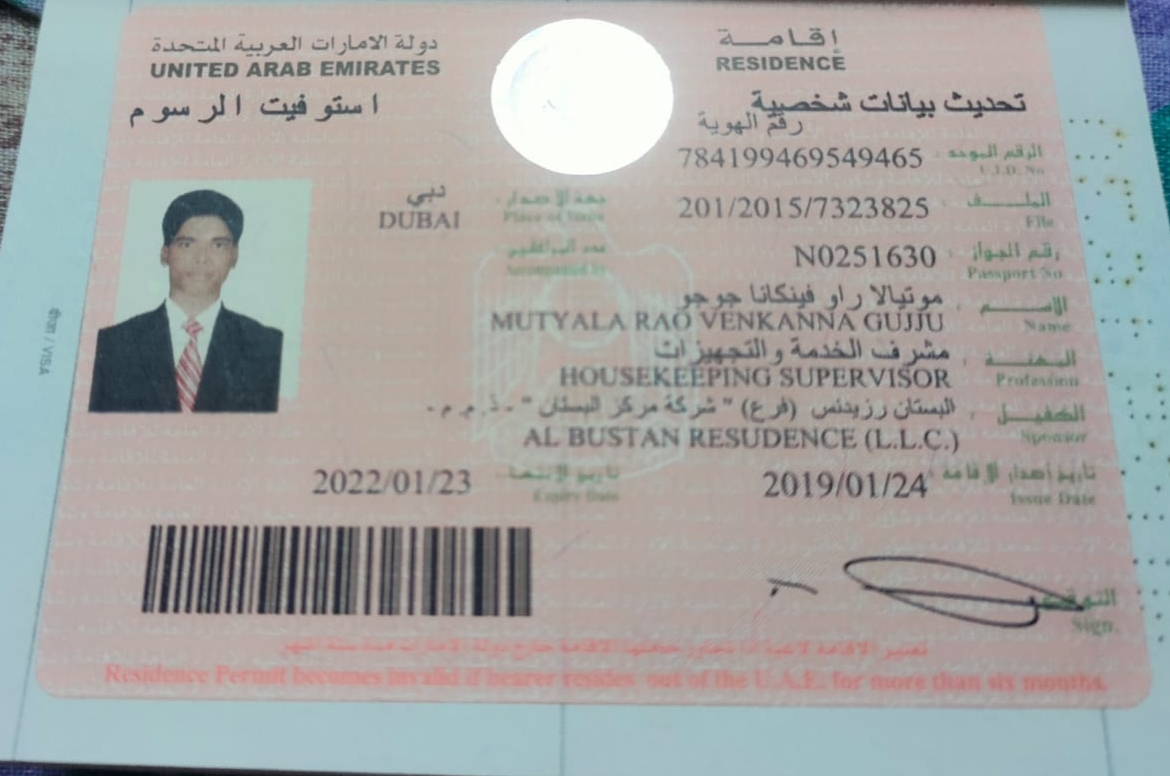 دولة الامارات العربية المتحدة
UNITED ARAB EMIRATES
إقامة
RESIDENCE
استوفيت الرسوم
تحديث بيانات شخصية
رقم الهوية
784199469549465 الرقم الموحد
U.I.D. No
دبي
DUBAI
جهة الإصدار
Place of Issue
201/2015/7323825 الملف
File
عدد المرافقين
Accompanied by
N0251630 رقم الجواز
Passport No
موتيالا راو فينكانا جوجو الاسم
MUTYALA RAO VENKANNA GUJJU Name
مشرف الخدمة والتجهيزات المهنة
HOUSEKEEPING SUPERVISOR Profession
البستان رزيدنس (فرع) " شركة مركز البستان " ـ ذ.م.م - الكفيل
AL BUSTAN RESUDENCE (L.L.C.) Sponsor
2022/01/23 تاريخ الإنتهاء
Expiry Date
2019/01/24 تاريخ إصدار الإقامة
Issue Date
التوقيع
Sign.
Residence Permit becomes invalid if bearer resides out of the U.A.E. for more than six months.
वीज़ा / VISA